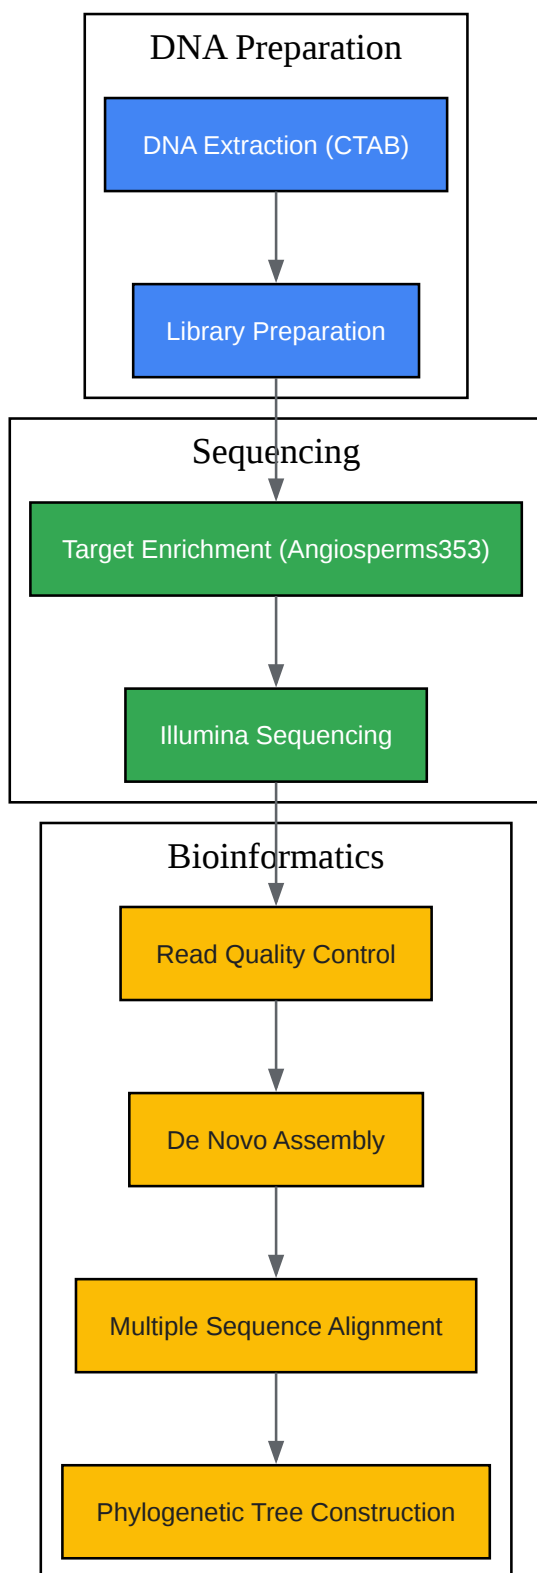 DNA Preparation
DNA Extraction (CTAB)
Library Preparation
Sequencing
Target Enrichment (Angiosperms353)
Illumina Sequencing
Bioinformatics
Read Quality Control
De Novo Assembly
Multiple Sequence Alignment
Phylogenetic Tree Construction